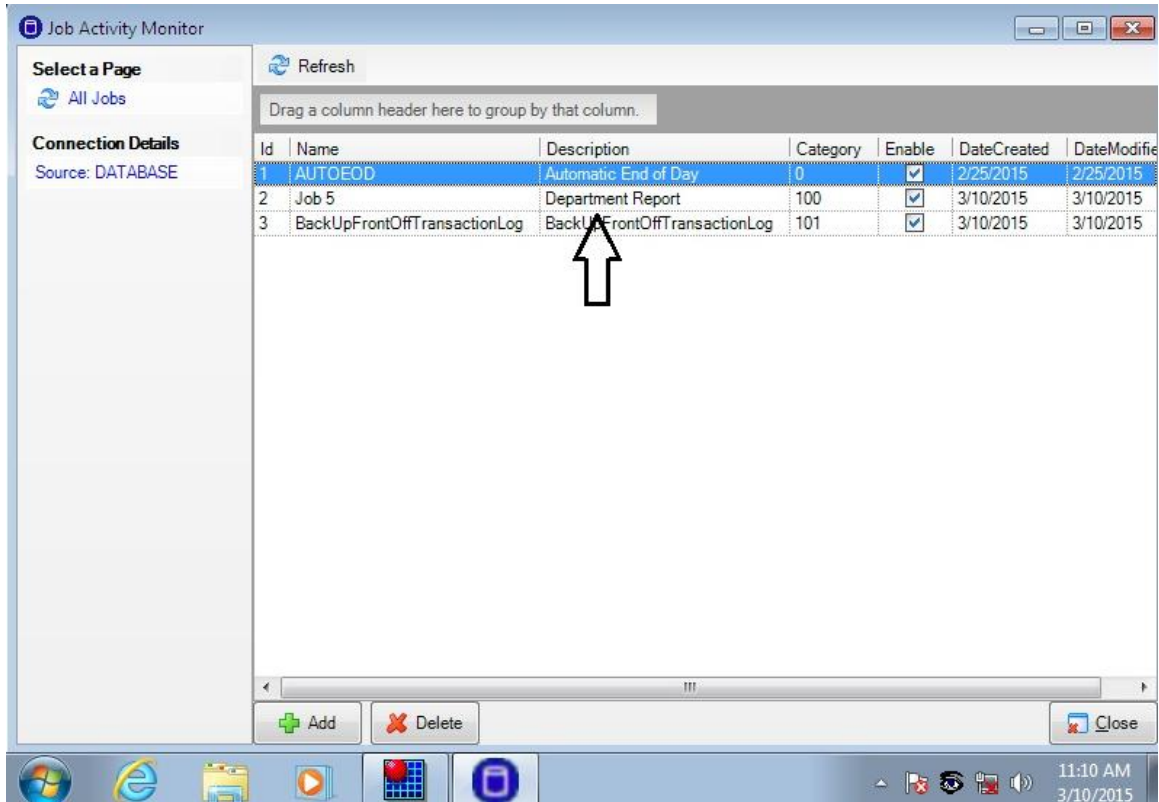 Job Activity Monitor
Select a Page
All Jobs
Connection Details
Source: DATABASE
Refresh
Drag a column header here to group by that column.
Id Name Description Category Enable DateCreated DateModifie
1 AUTOEOD Automatic End of Day 0 2/25/2015 2/25/2015
2 Job 5 Department Report 100 3/10/2015 3/10/2015
3 BackUpFrontOffTransactionLog BackUpFrontOffTransactionLog 101 3/10/2015 3/10/2015
Add Delete Close
11:10 AM
3/10/2015